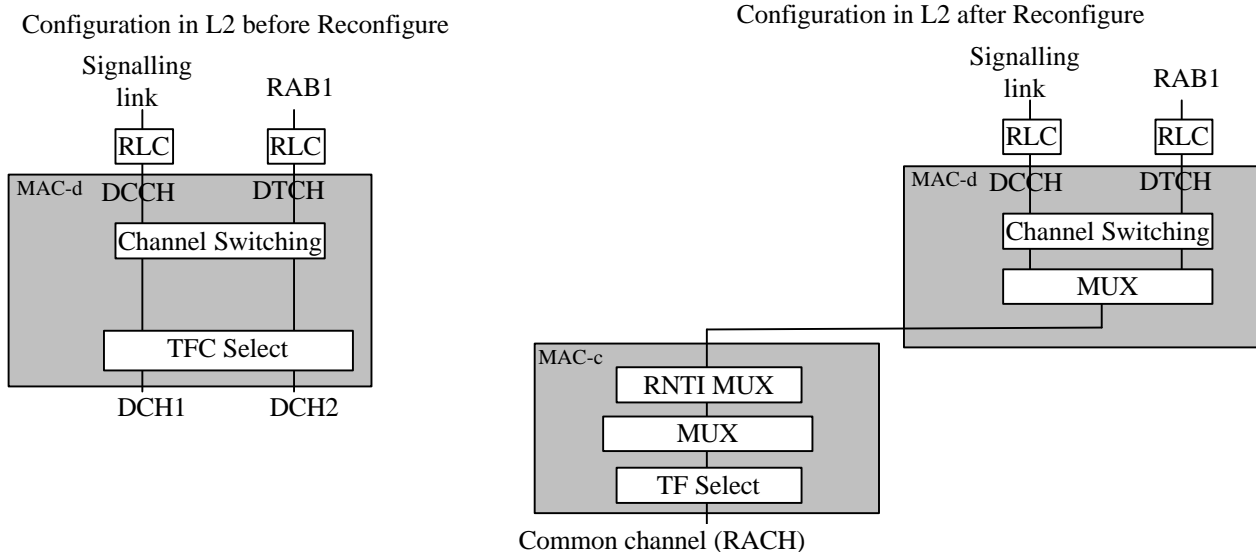 Configuration in L2 before Reconfigure
Signalling
link
RAB1
RLC
RLC
MAC-d
DCCH
DTCH
Channel Switching
TFC Select
DCH1
DCH2
Configuration in L2 after Reconfigure
Signalling
link
RAB1
RLC
RLC
MAC-d
DCCH
DTCH
Channel Switching
MUX
MAC-c
RNTI MUX
MUX
TF Select
Common channel (RACH)